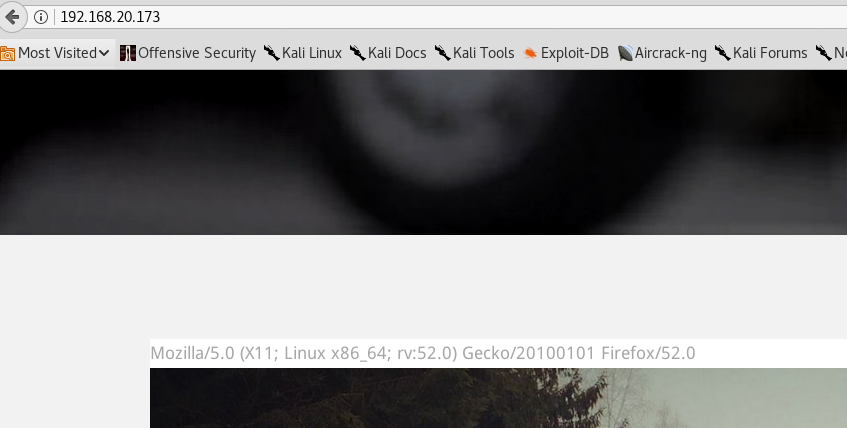 192.168.20.173
Most Visited Offensive Security Kali Linux Kali Docs Kali Tools Exploit-DB Aircrack-ng Kali Forums
Mozilla/5.0 (X11; Linux x86_64; rv:52.0) Gecko/20100101 Firefox/52.0